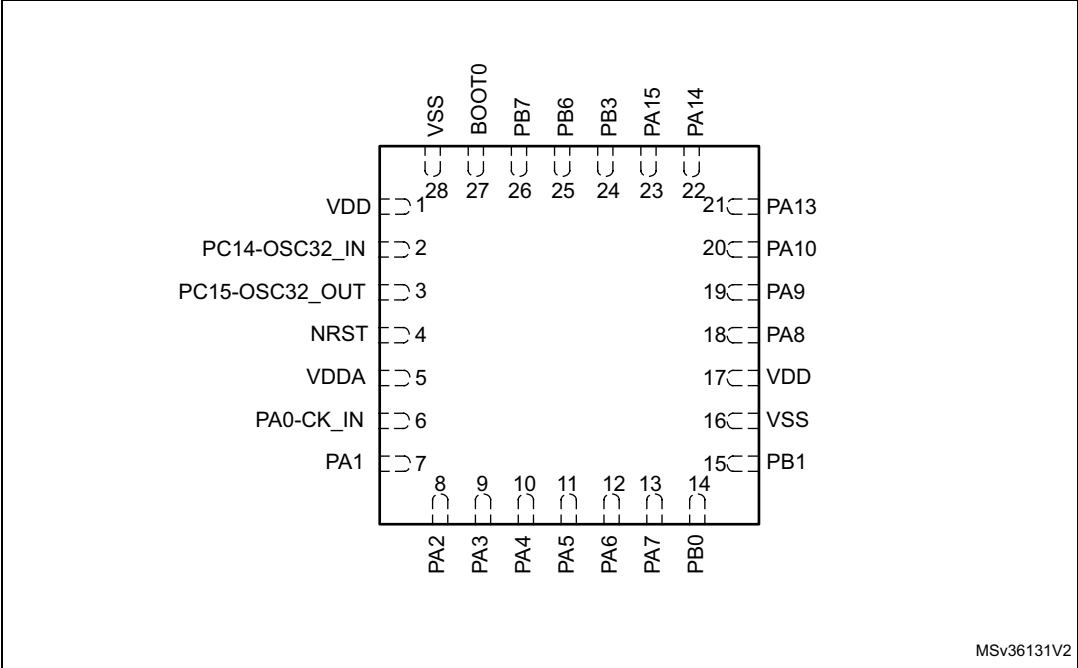 VSS
BOOT0
PB7
PB6
PB3
PA15
PA14
28 27 26 25 24 23 22
VDD 1 21 PA13
PC14-OSC32_IN 2 20 PA10
PC15-OSC32_OUT 3 19 PA9
NRST 4 18 PA8
VDDA 5 17 VDD
PA0-CK_IN 6 16 VSS
PA1 7 15 PB1
8 9 10 11 12 13 14
PA2
PA3
PA4
PA5
PA6
PA7
PB0
MSv36131V2